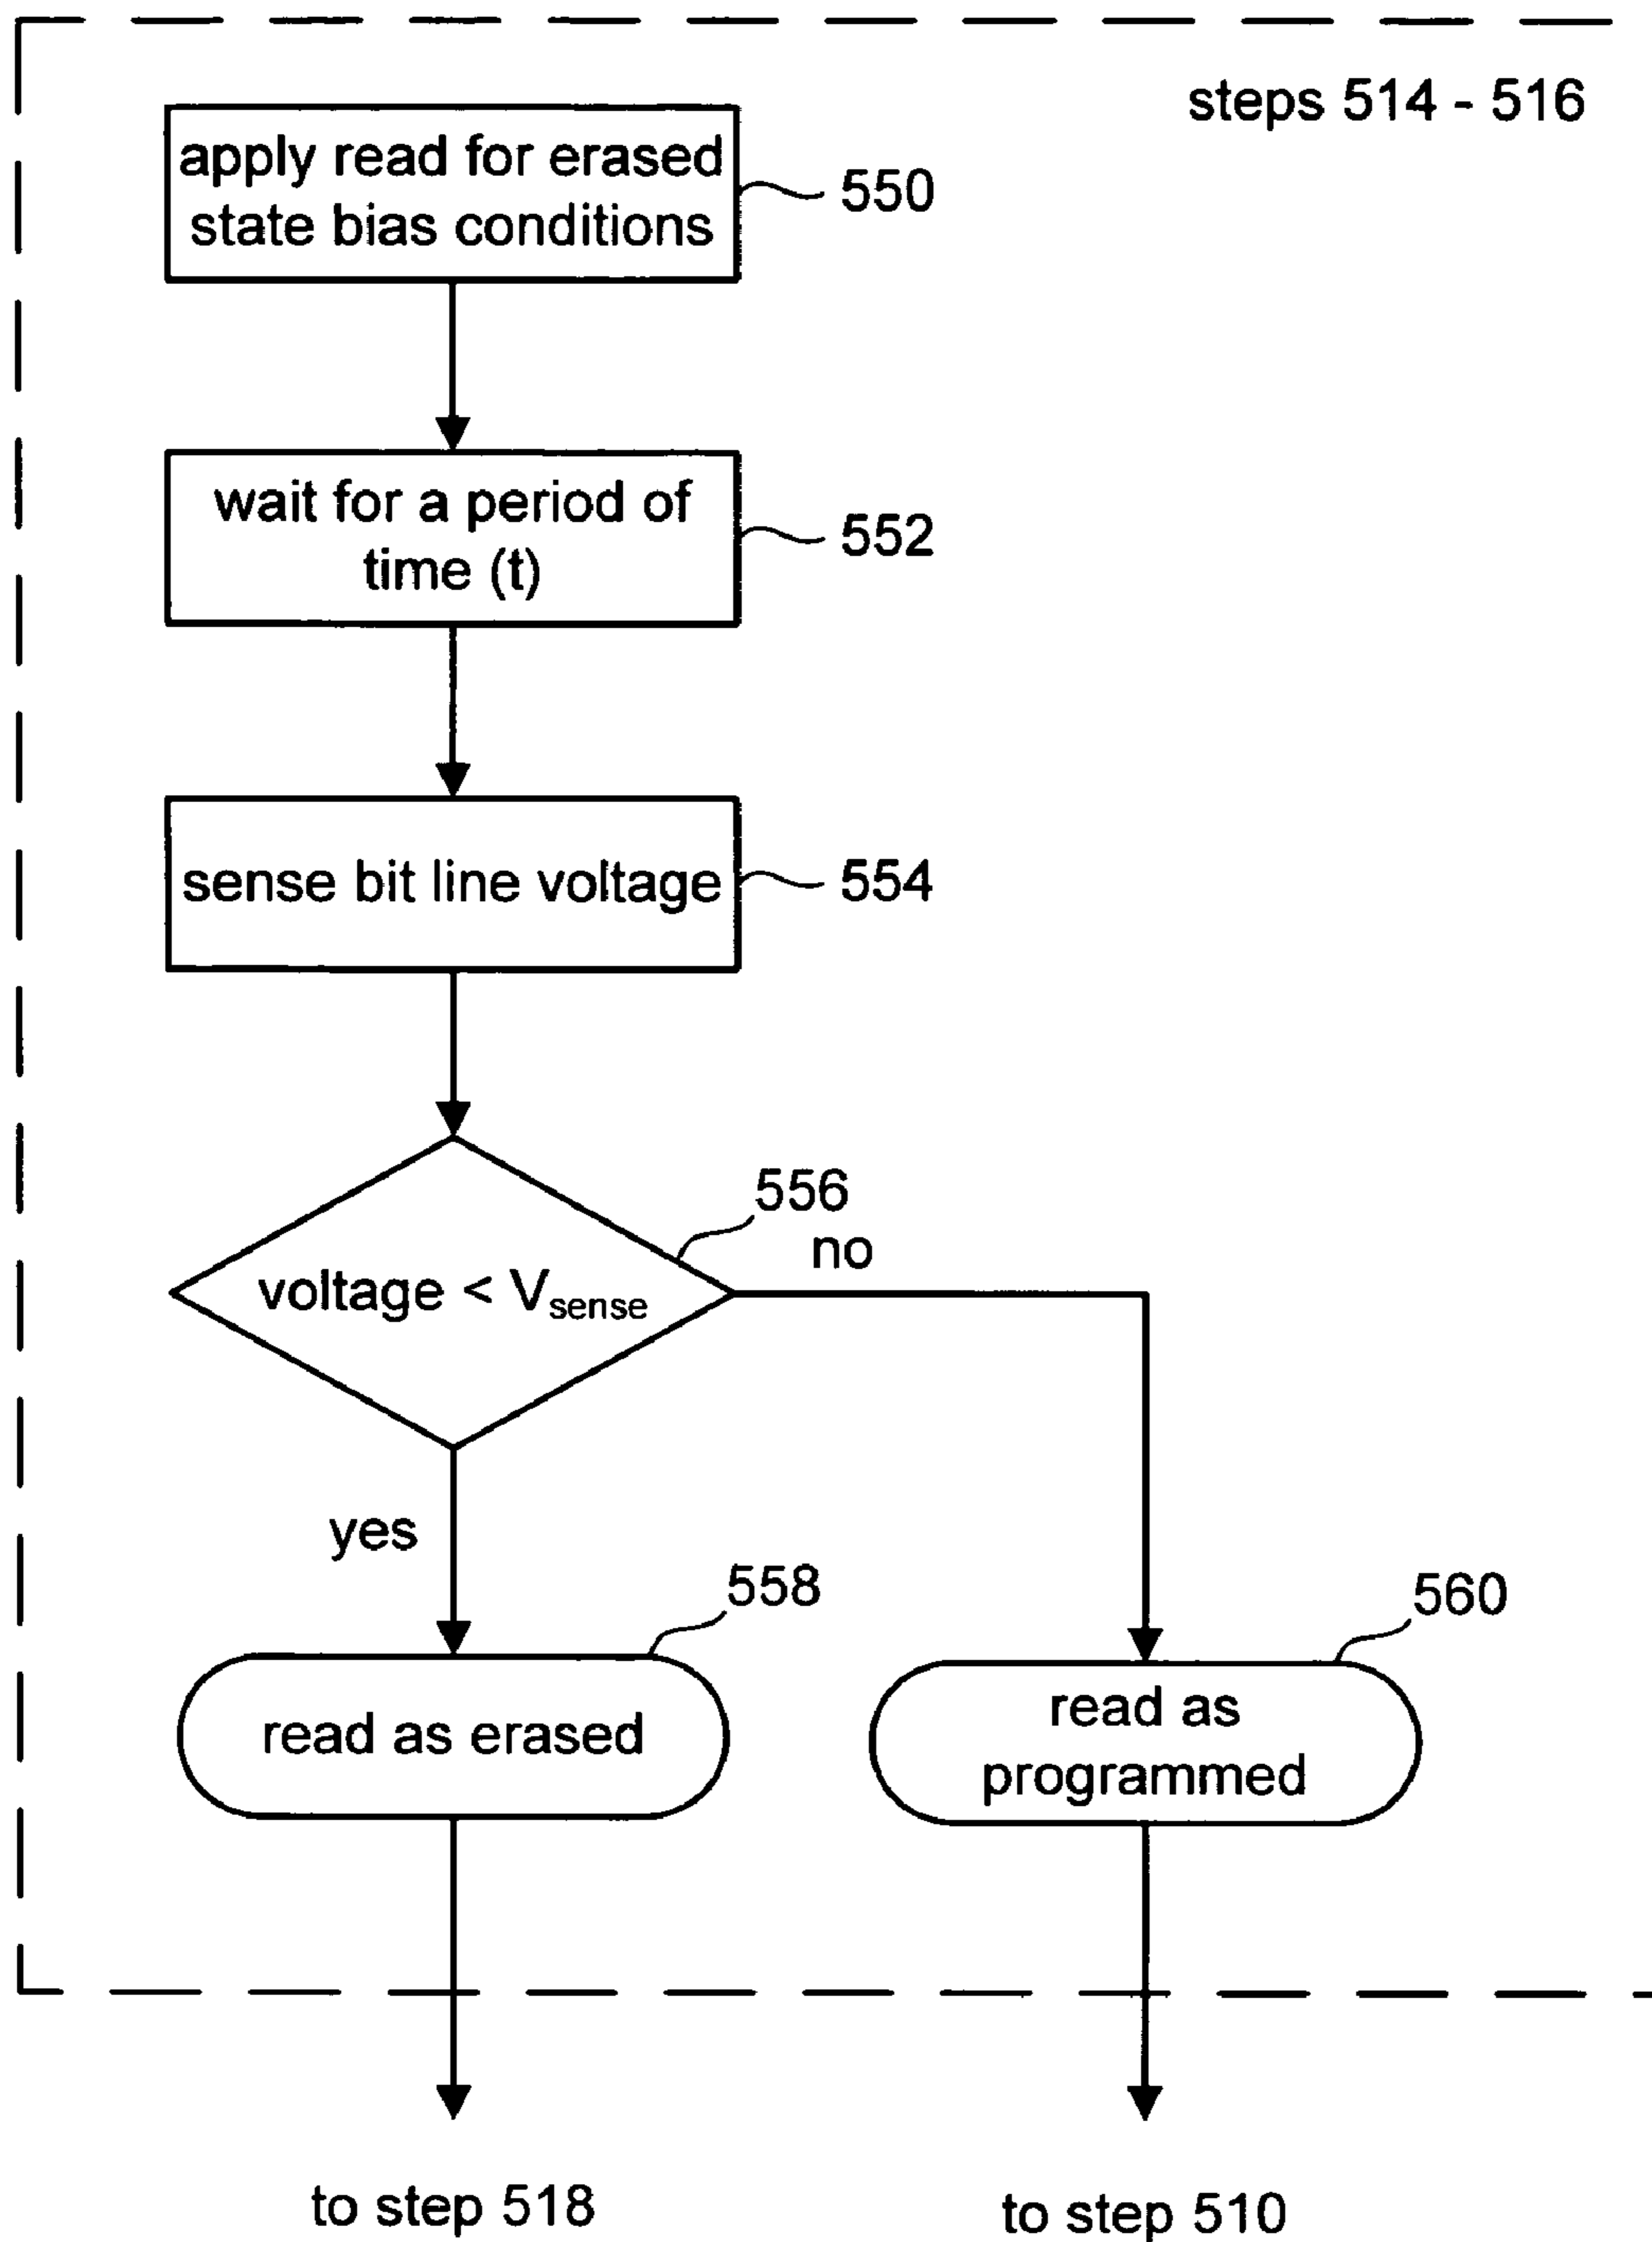 steps 514 - 516
apply read for erased
state bias conditions
550
wait for a period of
time (t)
552
sense bit line voltage
554
556
voltage < Vsense
no
yes
558
read as erased
560
read as
programmed
to step 518
to step 510